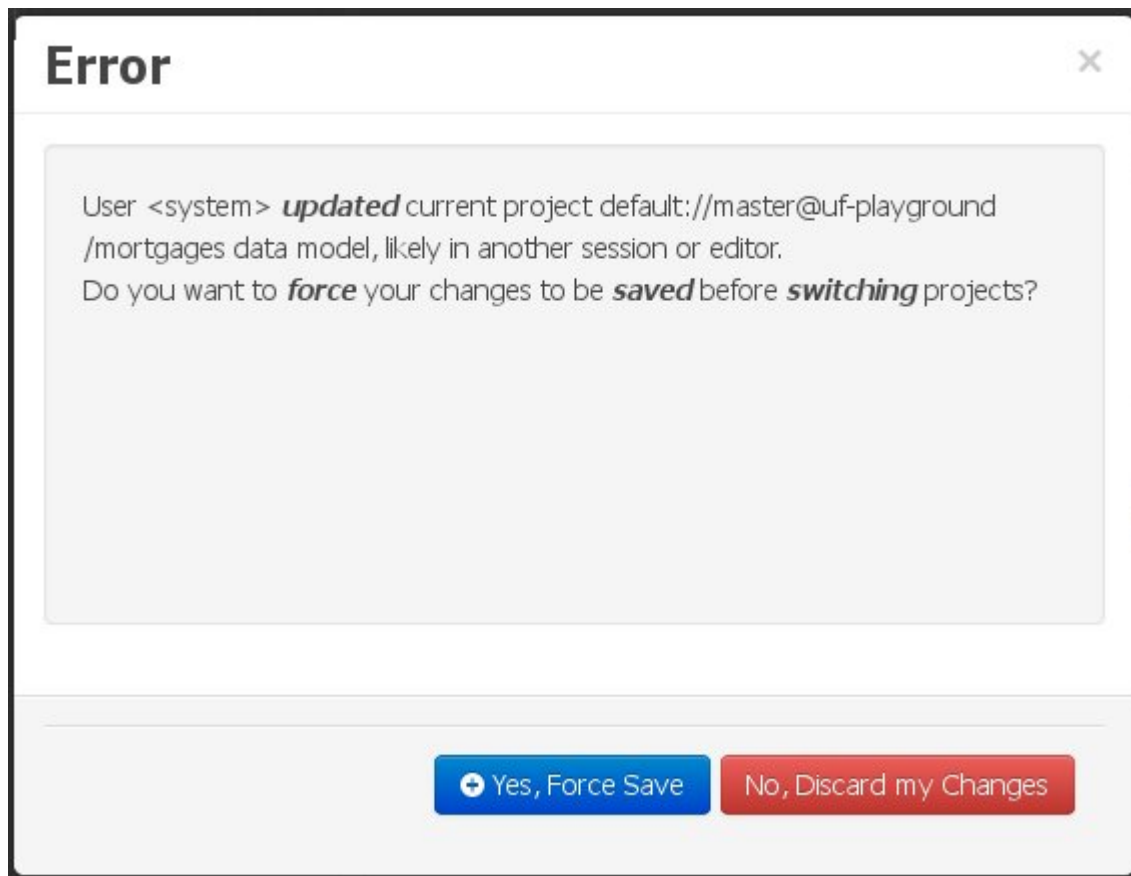 Error
×
User <system> updated current project default://master@uf-playground
/mortgages data model, likely in another session or editor.
Do you want to force your changes to be saved before switching projects?
Yes, Force Save
No, Discard my Changes